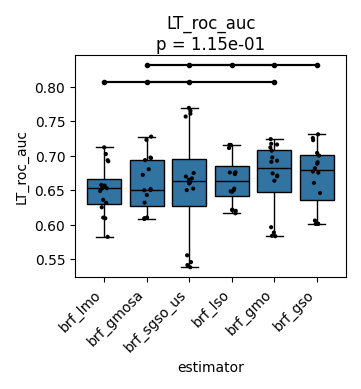 LT_roc_auc
p = 1.15e-01
LT_roc_auc
0.80
0.75
0.70
0.65
0.60
0.55
brf_lmo
brf_gmosa
brf_sgso_us
brf_lso
brf_gmo
brf_gso
estimator